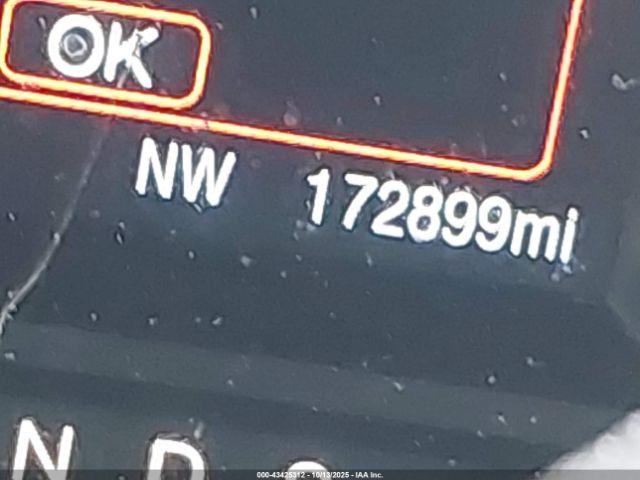 OK
NW 172899mi
N D
000-43425312 - 10/13/2025 - IAA Inc.